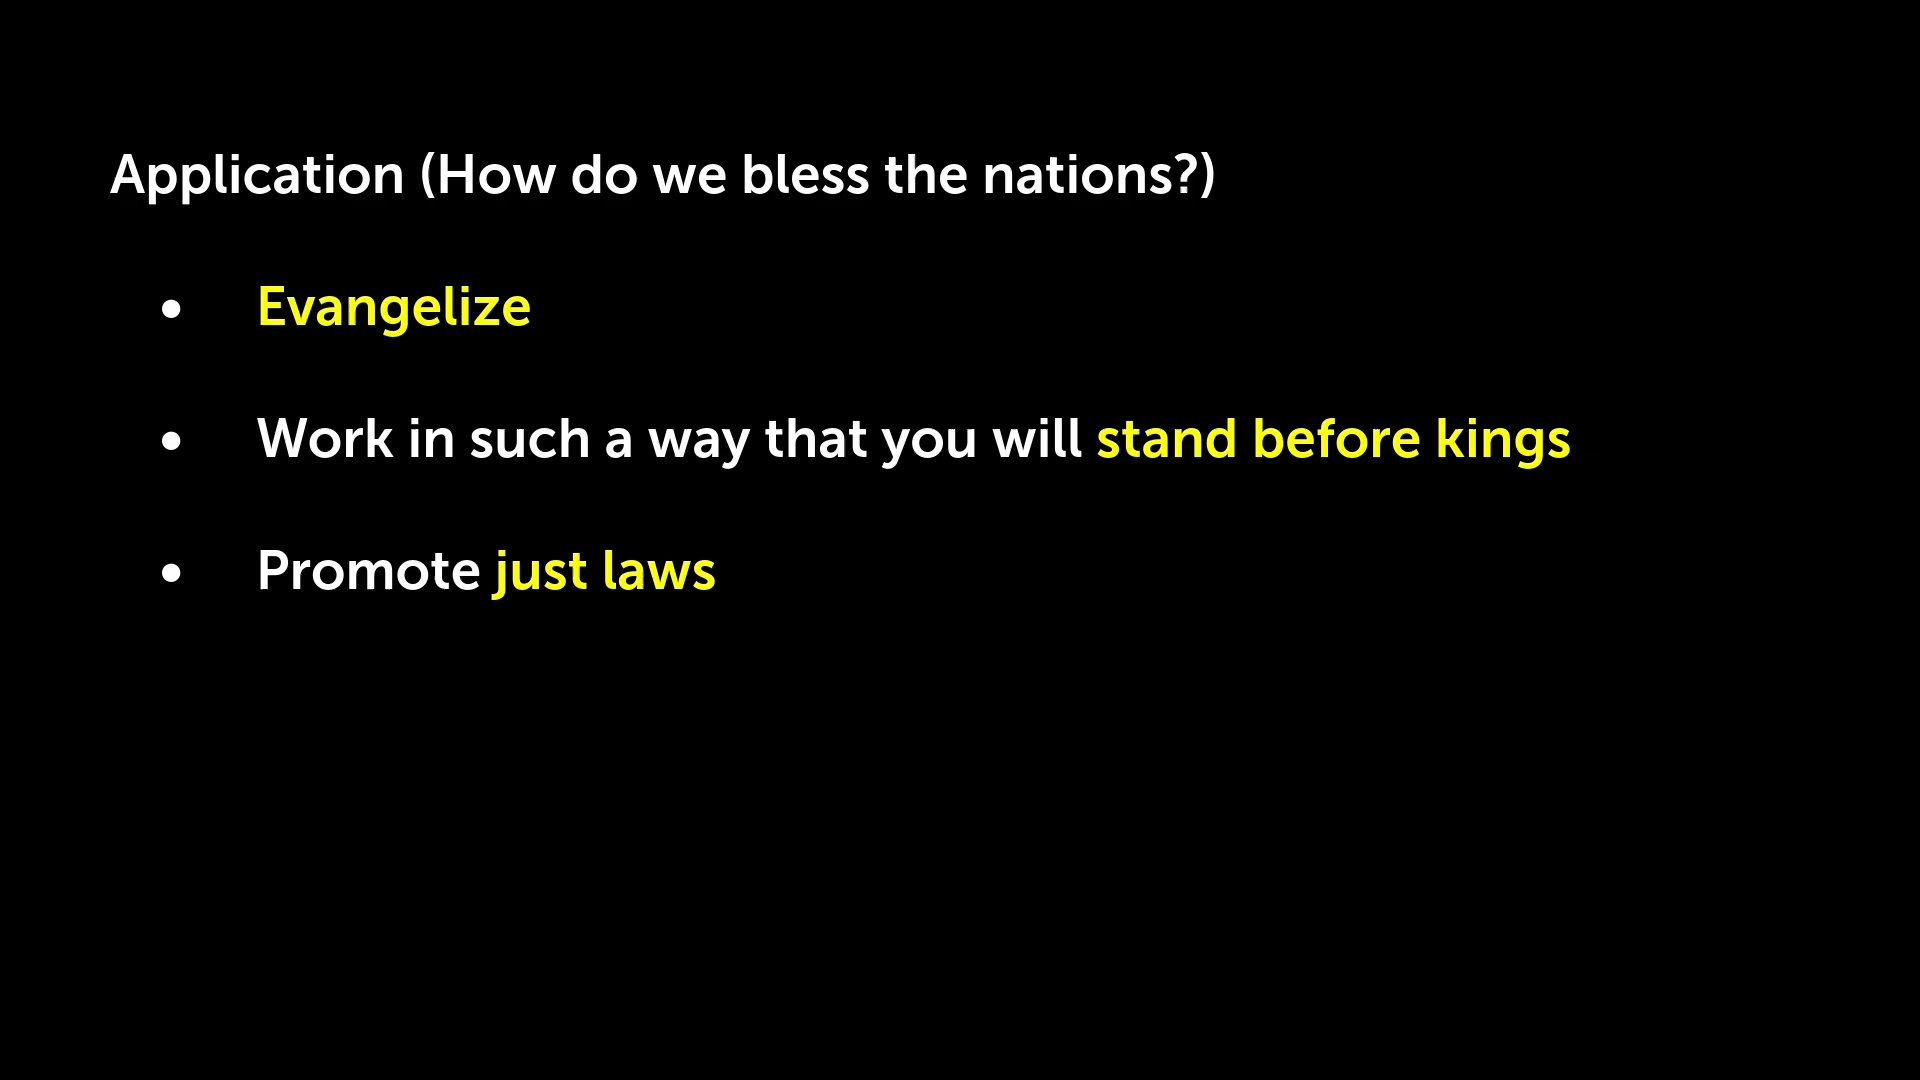 Application (How do we bless the nations?)
• Evangelize
• Work in such a way that you will stand before kings
• Promote just laws